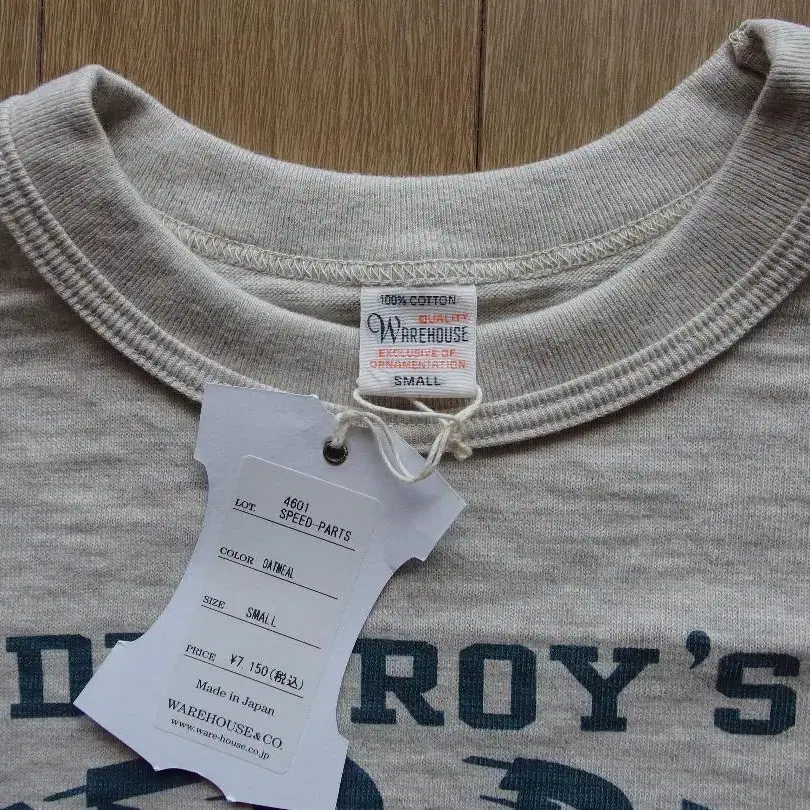 100% COTTON
QUALITY
WAREHOUSE
EXCLUSIVE OF
ORNAMENTATION
SMALL
LOT. 4601
SPEED-PARTS
COLOR OATMEAL
SIZE SMALL
PRICE ¥7,150(税込)
Made in Japan
WAREHOUSE & CO.
www.ware-house.co.jp
ROY'S